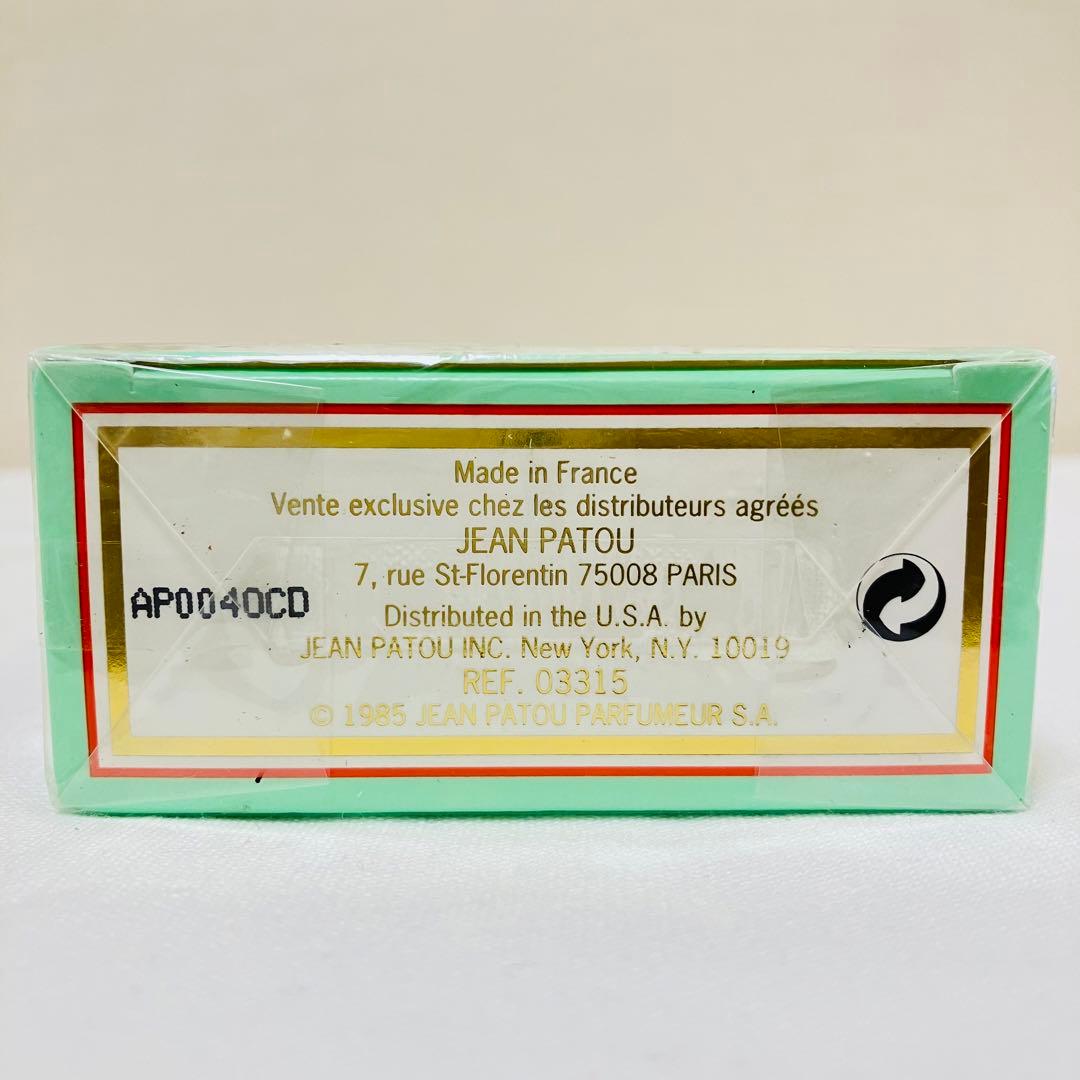 Made in France
Vente exclusive chez les distributeurs agréés
JEAN PATOU
7, rue St-Florentin 75008 PARIS
AP0040CD
Distributed in the U.S.A. by
JEAN PATOU INC. New York, N.Y. 10019
REF. 03315
© 1985 JEAN PATOU PARFUMEUR S.A.